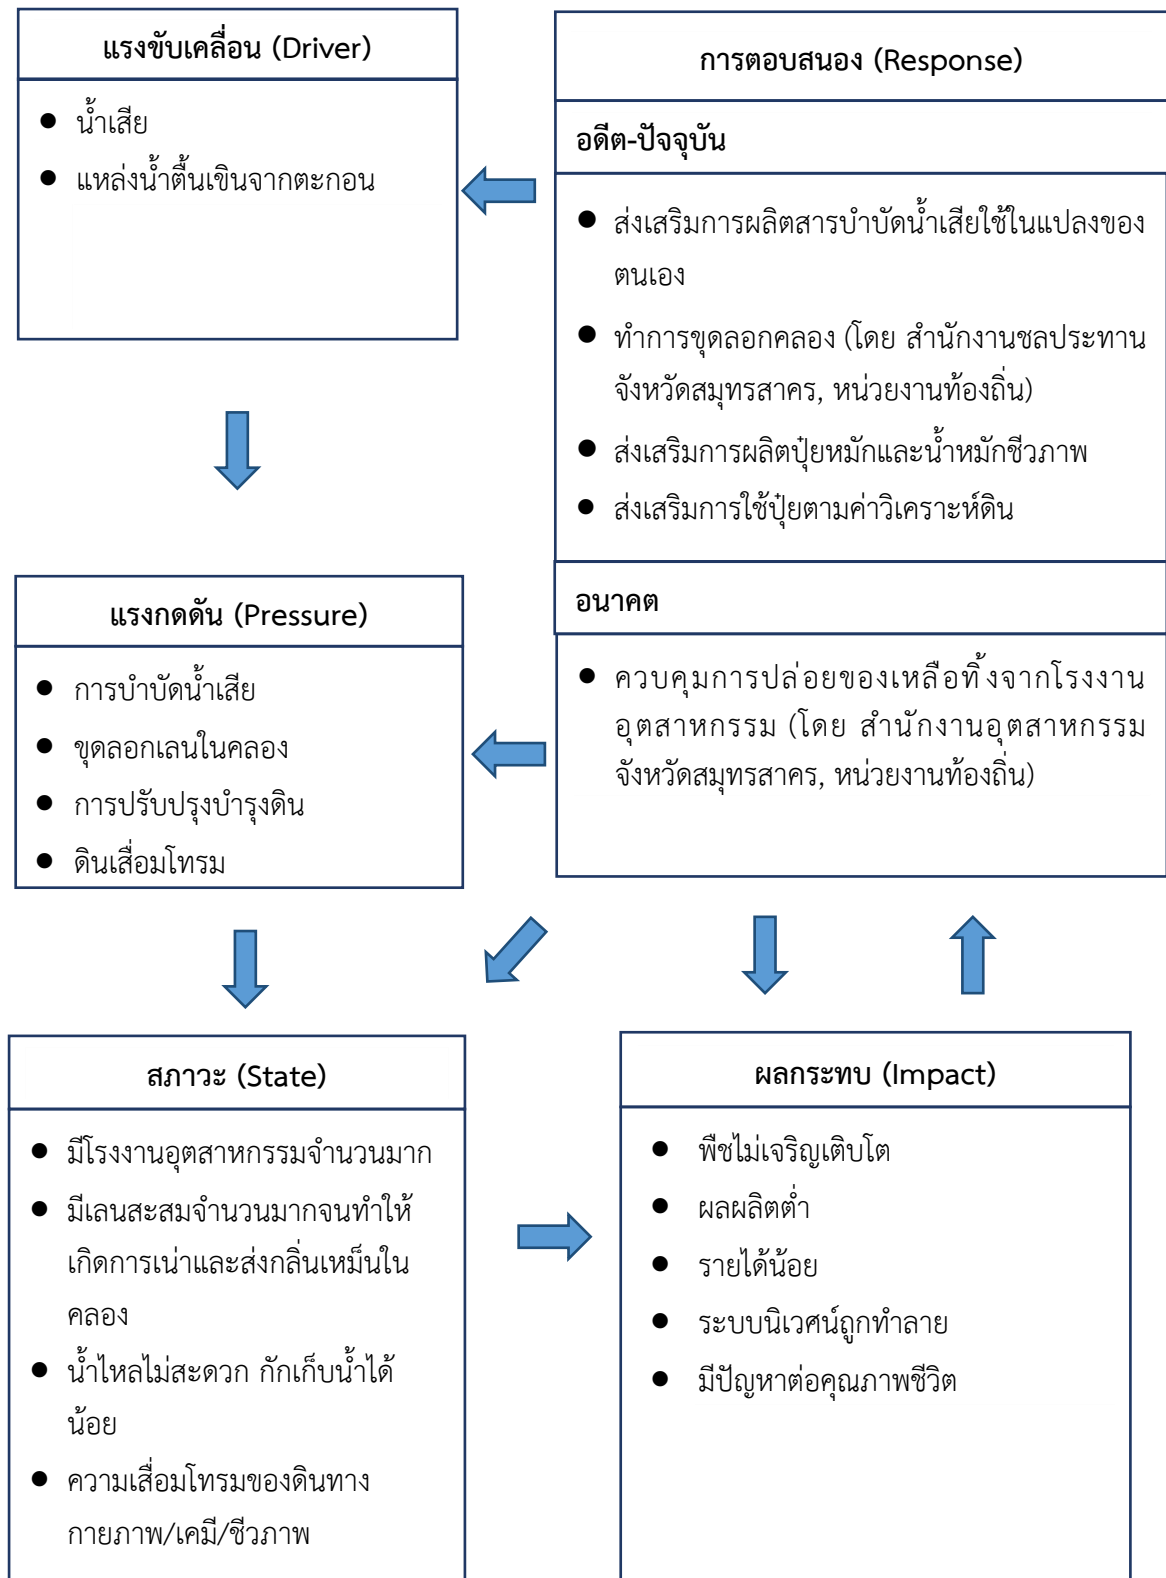 แรงขับเคลื่อน (Driver)
● น้ำเสีย
● แหล่งน้ำตื้นเขินจากตะกอน
การตอบสนอง (Response)
อดีต-ปัจจุบัน
● ส่งเสริมการผลิตสารบำบัดน้ำเสียใช้ในแปลงของ
ตนเอง
● ทำการขุดลอกคลอง (โดย สำนักงานชลประทาน
จังหวัดสมุทรสาคร, หน่วยงานท้องถิ่น)
● ส่งเสริมการผลิตปุ๋ยหมักและน้ำหมักชีวภาพ
● ส่งเสริมการใช้ปุ๋ยตามค่าวิเคราะห์ดิน
อนาคต
● ควบคุมการปล่อยของเหลือทิ้งจากโรงงาน
อุตสาหกรรม (โดย สำนักงานอุตสาหกรรม
จังหวัดสมุทรสาคร, หน่วยงานท้องถิ่น)
แรงกดดัน (Pressure)
● การบำบัดน้ำเสีย
● ขุดลอกเลนในคลอง
● การปรับปรุงบำรุงดิน
● ดินเสื่อมโทรม
สภาวะ (State)
● มีโรงงานอุตสาหกรรมจำนวนมาก
● มีเลนสะสมจำนวนมากจนทำให้
เกิดการเน่าและส่งกลิ่นเหม็นใน
คลอง
● น้ำไหลไม่สะดวก กักเก็บน้ำได้
น้อย
● ความเสื่อมโทรมของดินทาง
กายภาพ/เคมี/ชีวภาพ
ผลกระทบ (Impact)
● พืชไม่เจริญเติบโต
● ผลผลิตต่ำ
● รายได้น้อย
● ระบบนิเวศน์ถูกทำลาย
● มีปัญหาต่อคุณภาพชีวิต